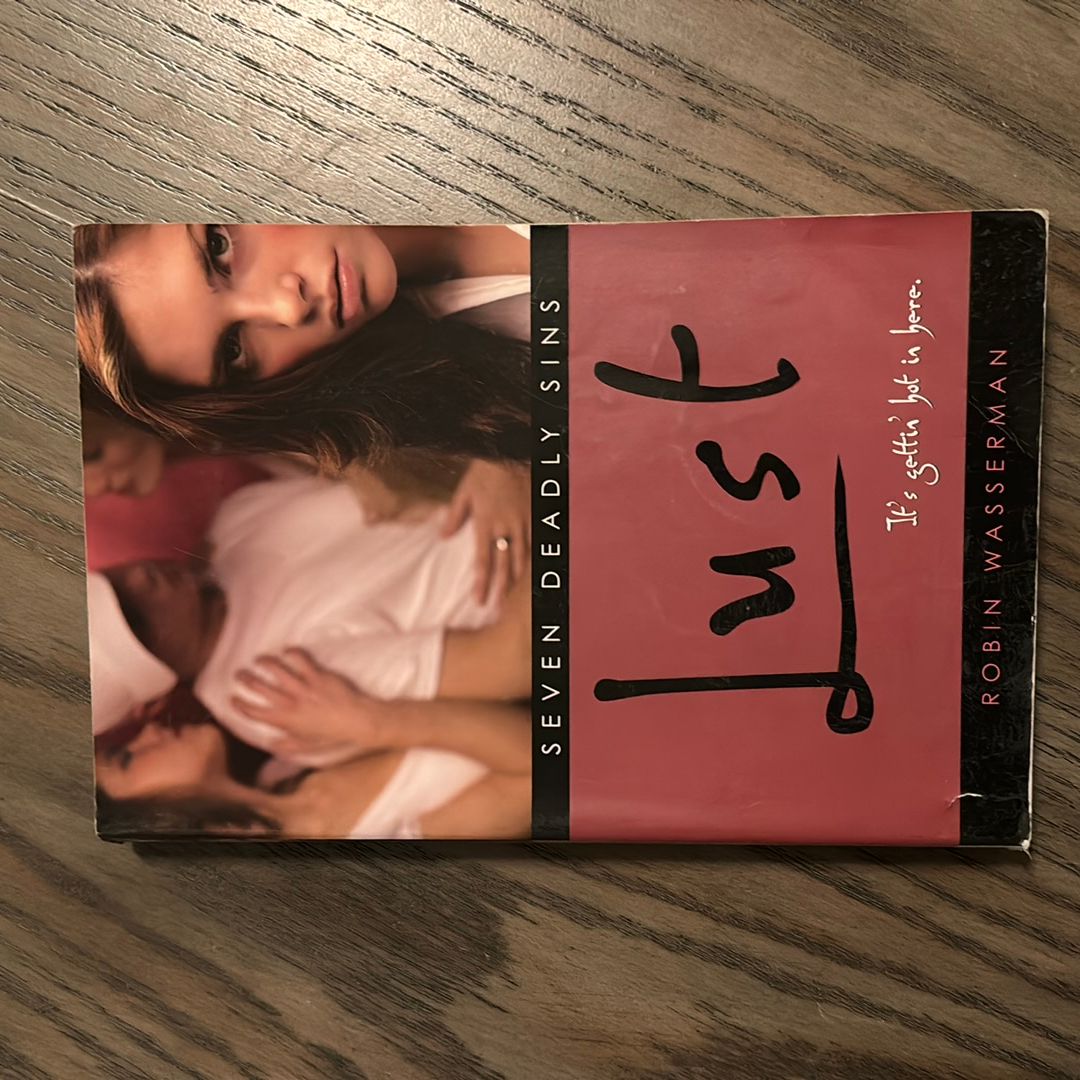 SEVEN DEADLY SINS
Lust
It's gettin' hot in here.
ROBIN WASSERMAN